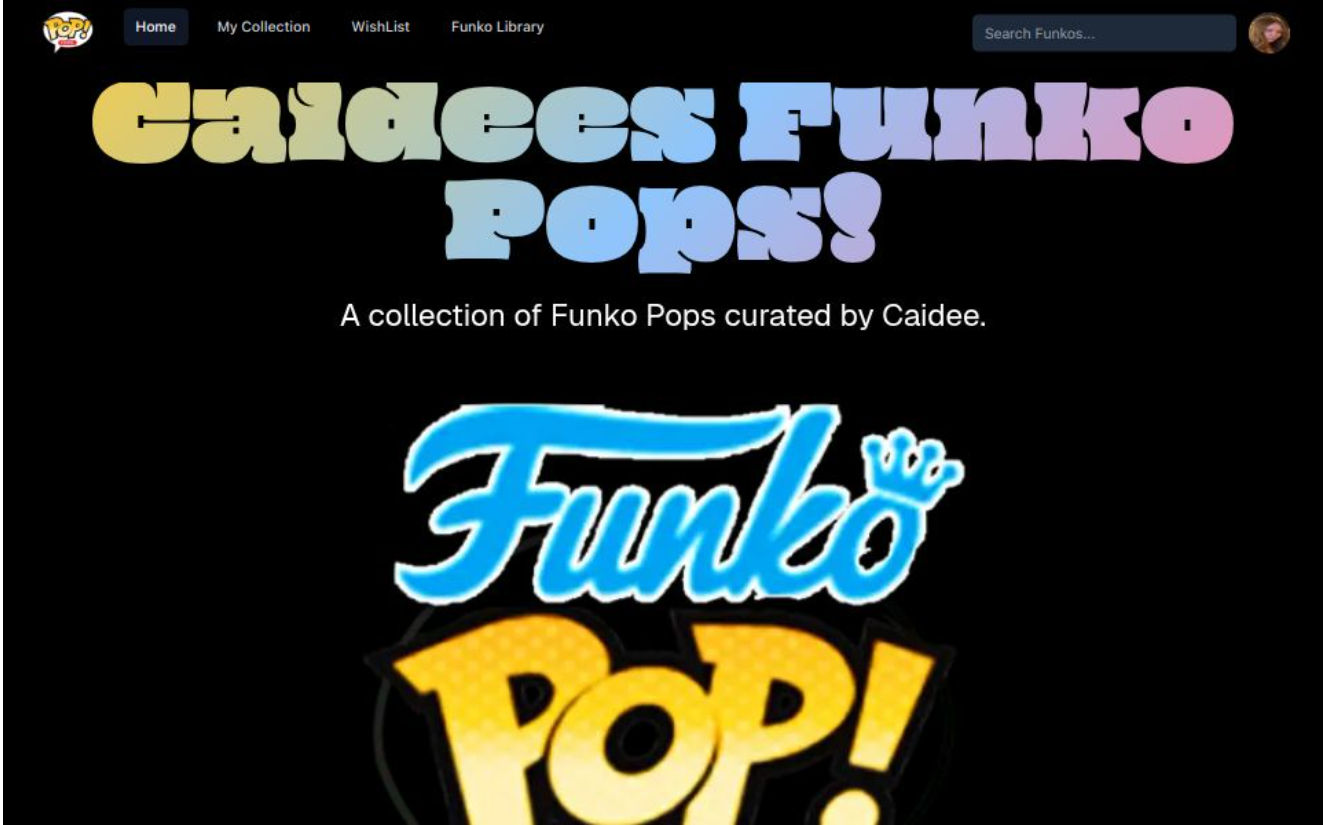 POP!
Home
My Collection
WishList
Funko Library
Search Funkos...
Caidees Funko
Pops!
A collection of Funko Pops curated by Caidee.
Funko
POP!